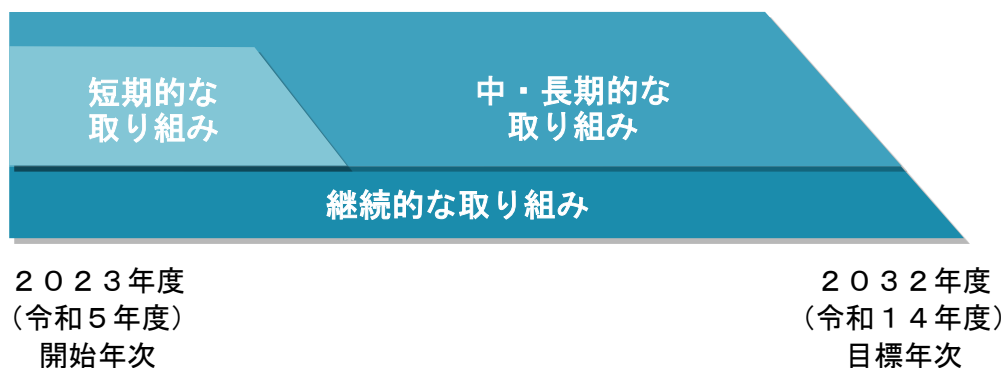 短期的な
取り組み
中・長期的な
取り組み
継続的な取り組み
２０２３年度
（令和５年度）
開始年次
２０３２年度
（令和１４年度）
目標年次